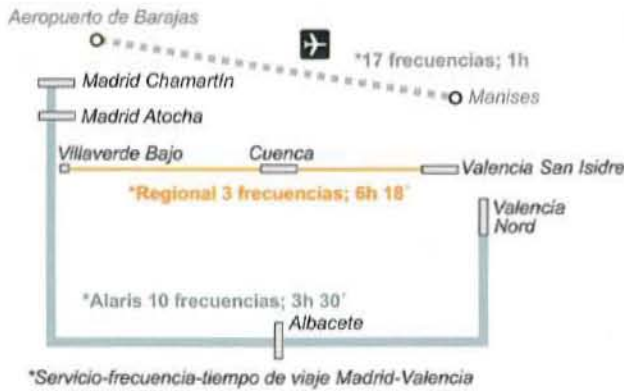 Aeropuerto de Barajas
*17 frecuencias; 1h
Madrid Chamartín
Manises
Madrid Atocha
Villaverde Bajo
Cuenca
Valencia San Isidre
*Regional 3 frecuencias; 6h 18´
Valencia
Nord
*Alaris 10 frecuencias; 3h 30´
Albacete
*Servicio-frecuencia-tiempo de viaje Madrid-Valencia